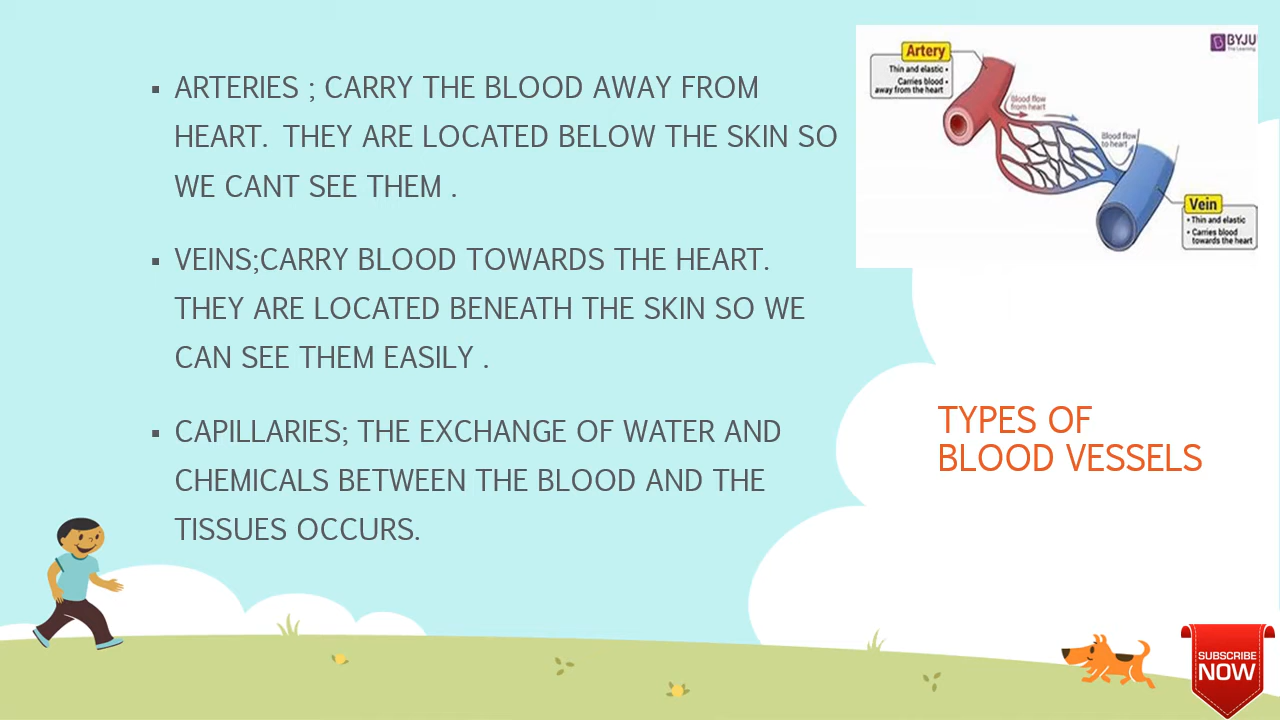 ▪ ARTERIES ; CARRY THE BLOOD AWAY FROM
HEART. THEY ARE LOCATED BELOW THE SKIN SO
WE CANT SEE THEM .
▪ VEINS;CARRY BLOOD TOWARDS THE HEART.
THEY ARE LOCATED BENEATH THE SKIN SO WE
CAN SEE THEM EASILY .
▪ CAPILLARIES; THE EXCHANGE OF WATER AND
CHEMICALS BETWEEN THE BLOOD AND THE
TISSUES OCCURS.
BYJU
The Learning
Artery
Thin and elastic •
Carries blood •
away from the heart
Blood flow
from heart
Blood flow
to heart
Vein
• Thin and elastic
• Carries blood
towards the heart
TYPES OF
BLOOD VESSELS
SUBSCRIBE
NOW